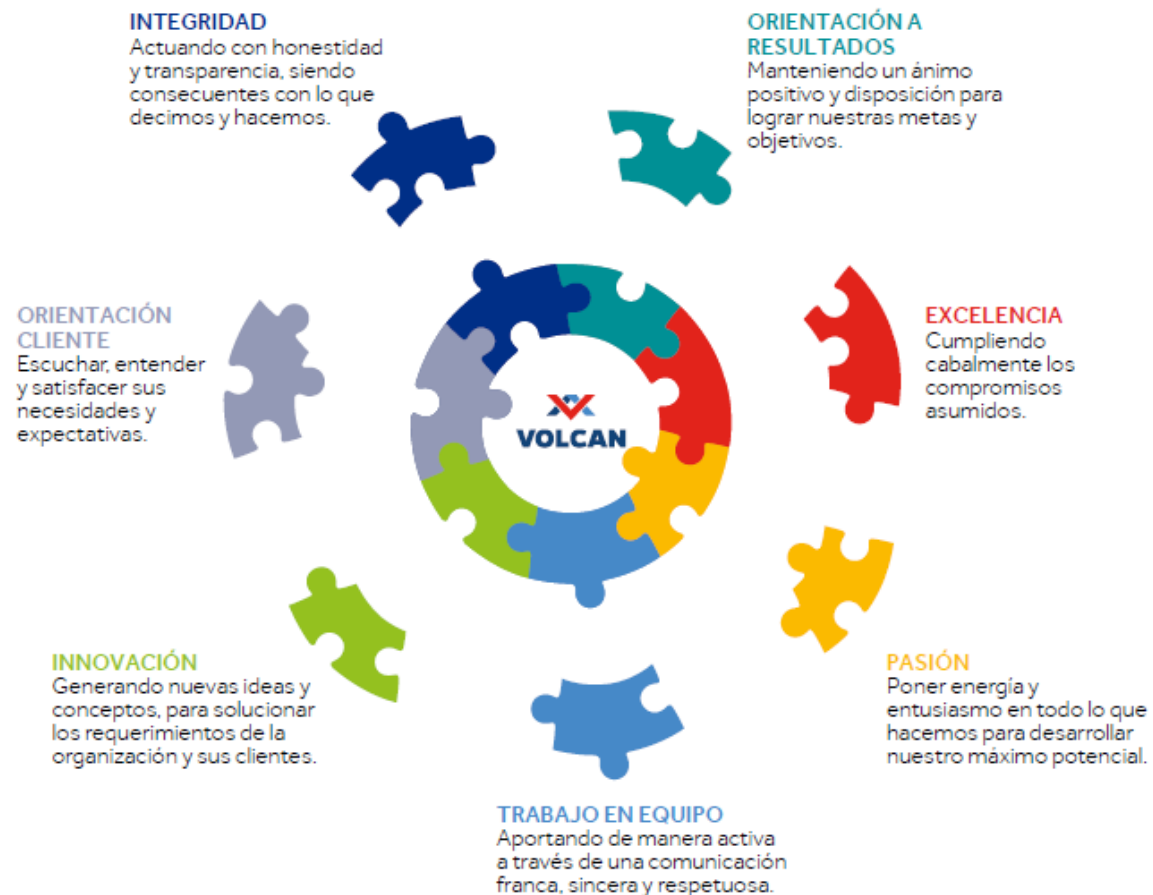 INTEGRIDAD
Actuando con honestidad
y transparencia, siendo
consecuentes con lo que
decimos y hacemos.
ORIENTACIÓN A
RESULTADOS
Manteniendo un ánimo
positivo y disposición para
lograr nuestras metas y
objetivos.
ORIENTACIÓN
CLIENTE
Escuchar, entender
y satisfacer sus
necesidades y
expectativas.
VOLCAN
EXCELENCIA
Cumpliendo
cabalmente los
compromisos
asumidos.
INNOVACIÓN
Generando nuevas ideas y
conceptos, para solucionar
los requerimientos de la
organización y sus clientes.
PASIÓN
Poner energía y
entusiasmo en todo lo que
hacemos para desarrollar
nuestro máximo potencial.
TRABAJO EN EQUIPO
Aportando de manera activa
a través de una comunicación
franca, sincera y respetuosa.